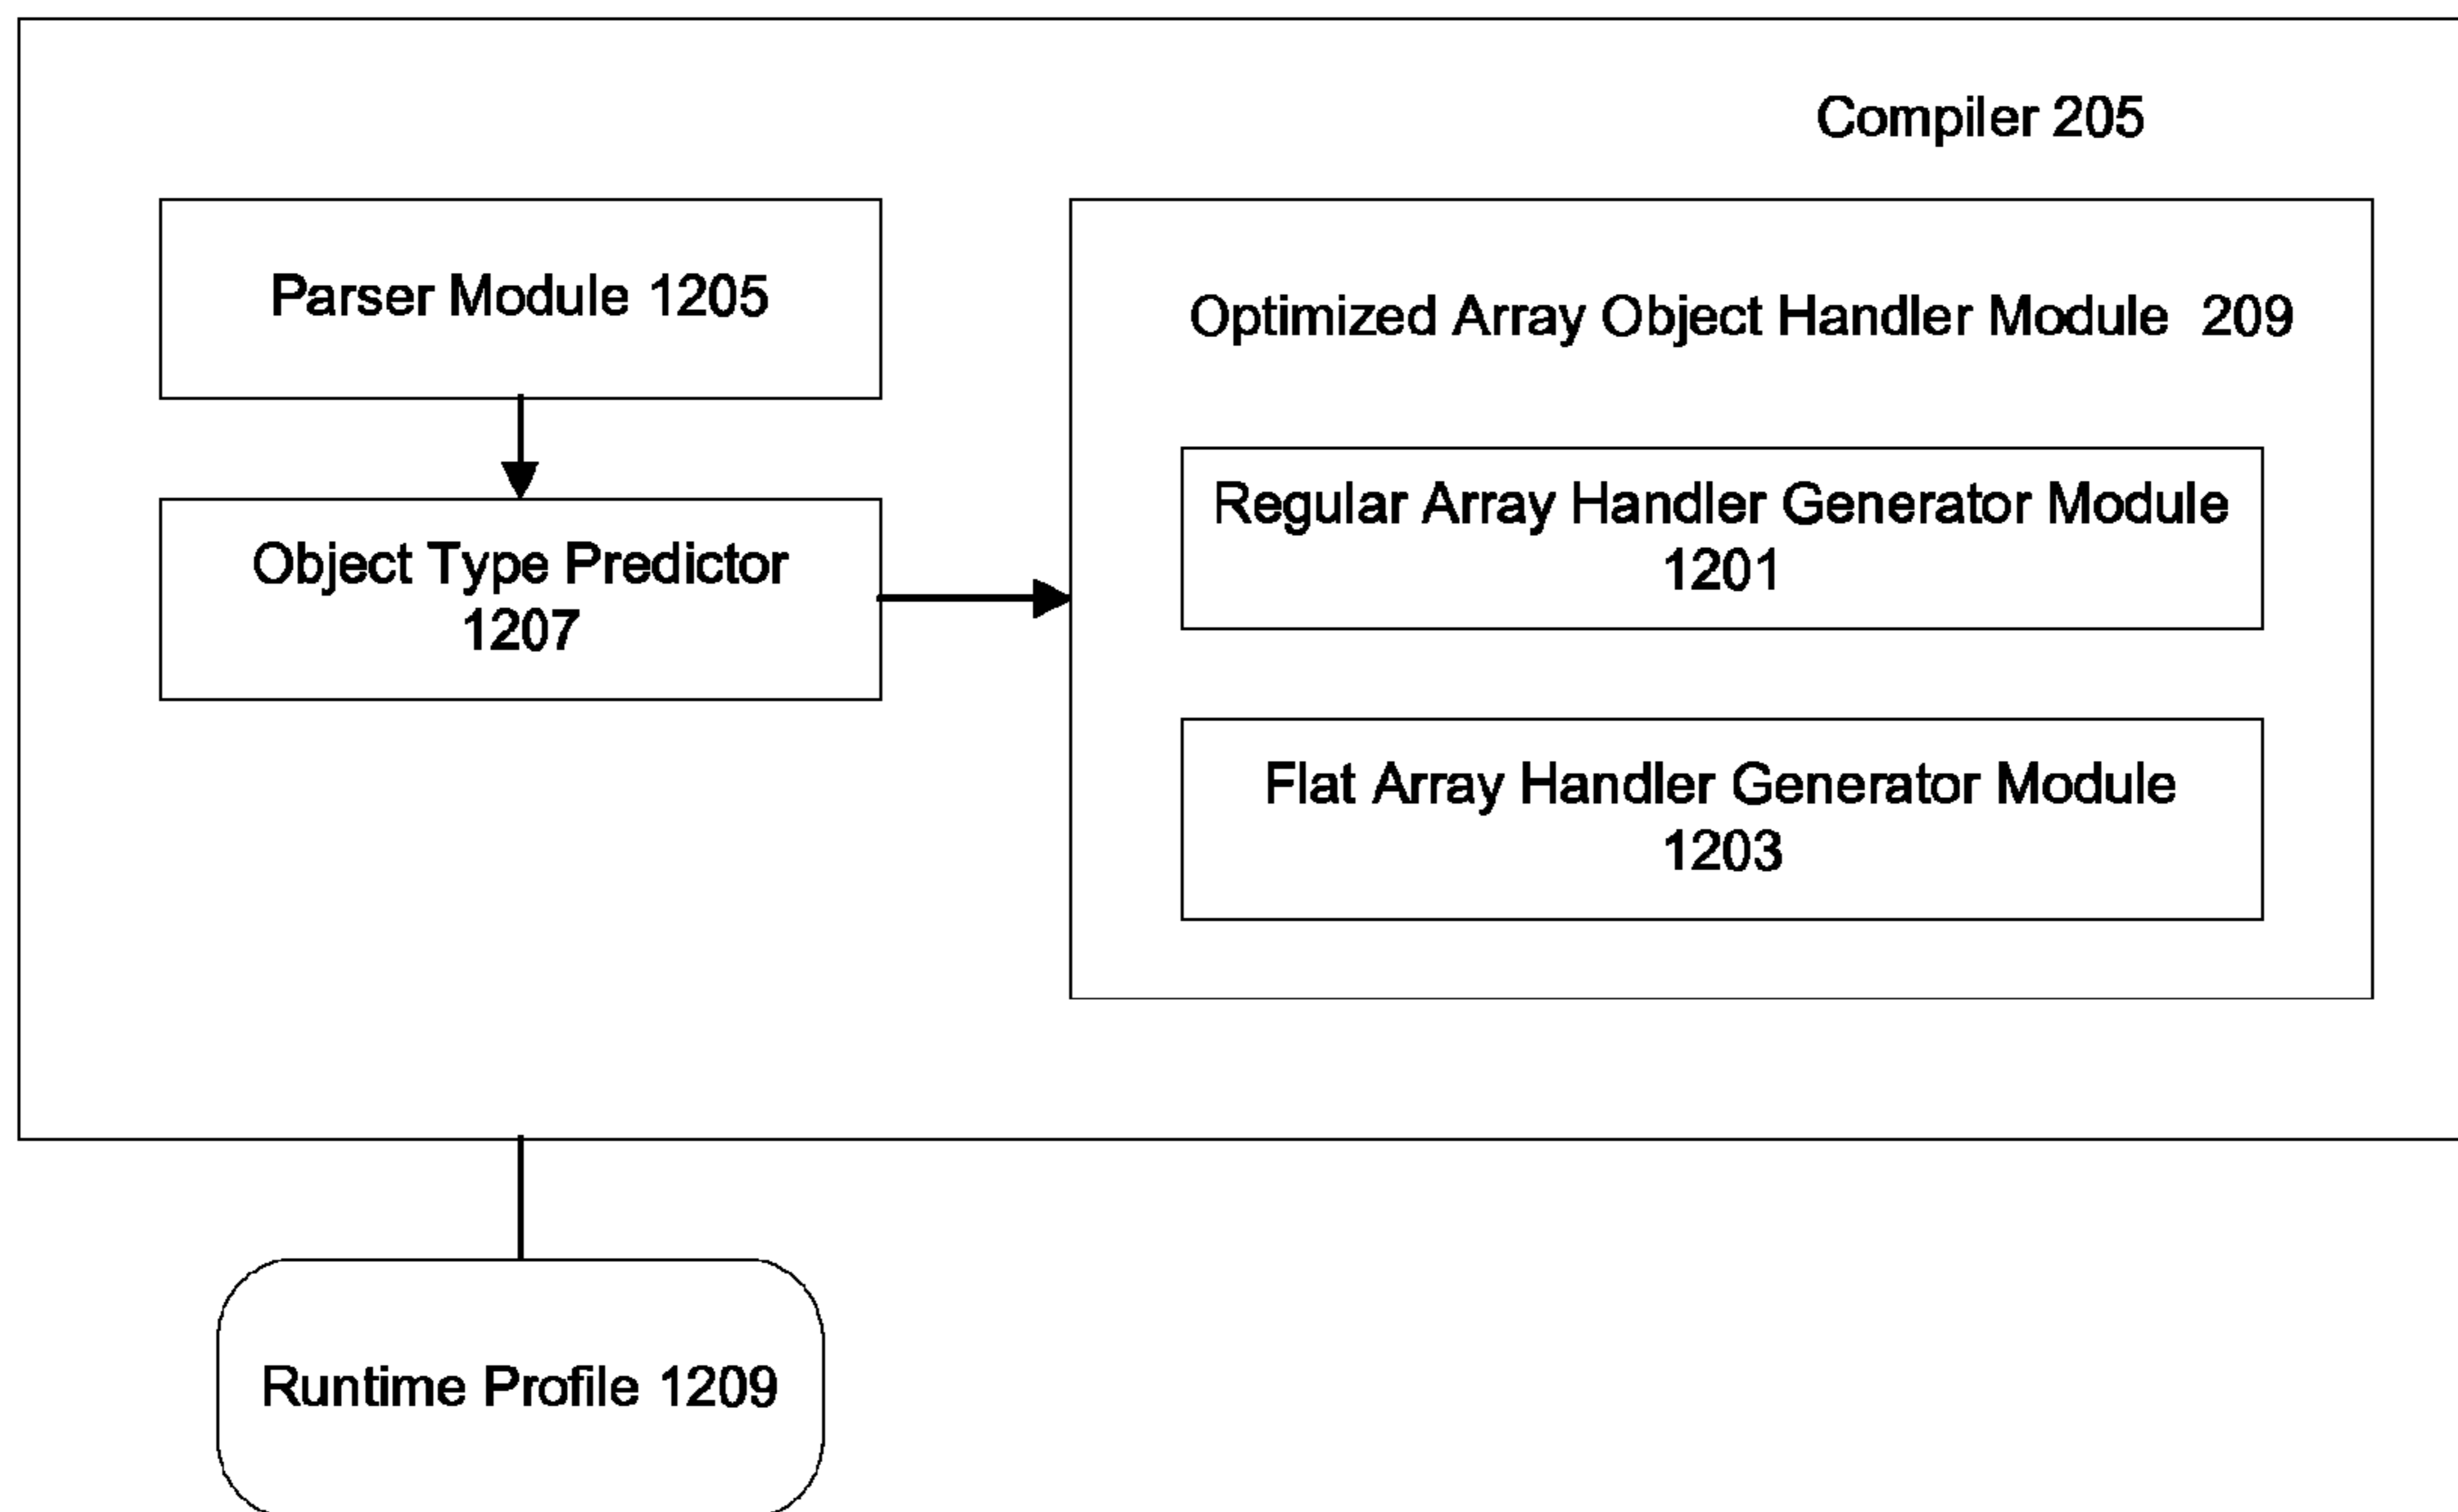 Compiler 205
Parser Module 1205
Optimized Array Object Handler Module 209
Regular Array Handler Generator Module
1201
Object Type Predictor
1207
Flat Array Handler Generator Module
1203
Runtime Profile 1209